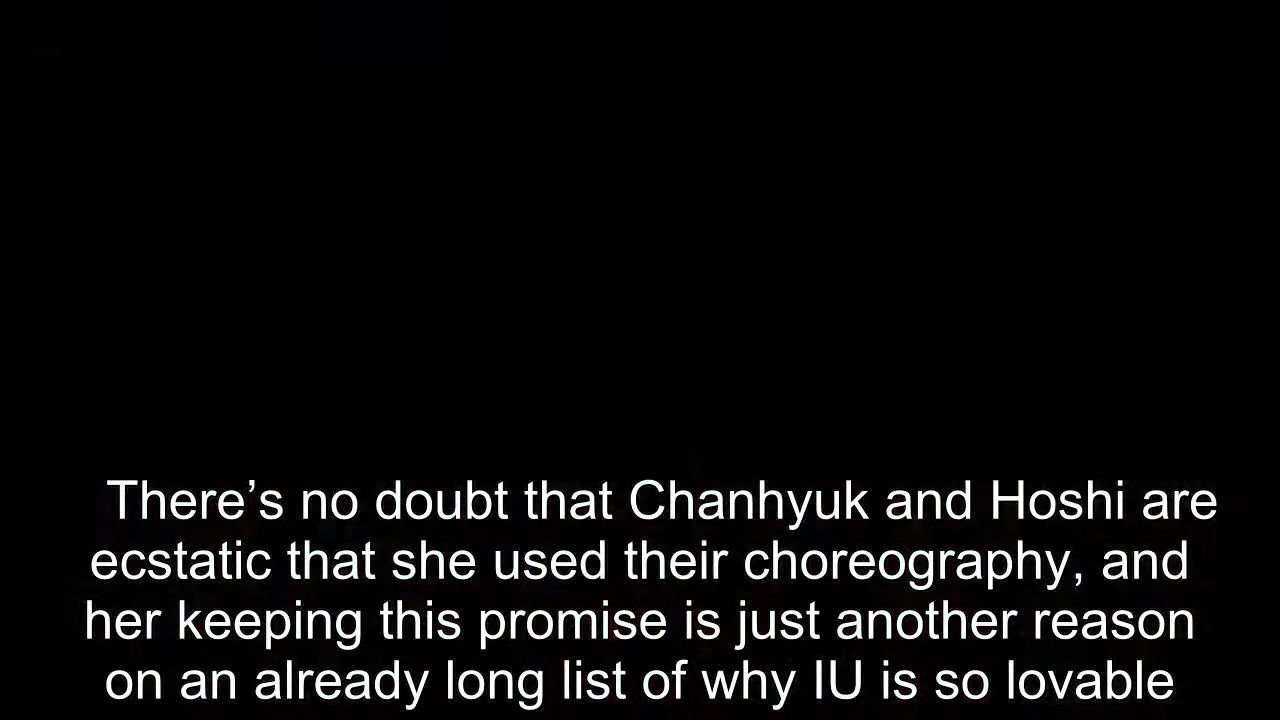 There’s no doubt that Chanhyuk and Hoshi are
ecstatic that she used their choreography, and
her keeping this promise is just another reason
on an already long list of why IU is so lovable